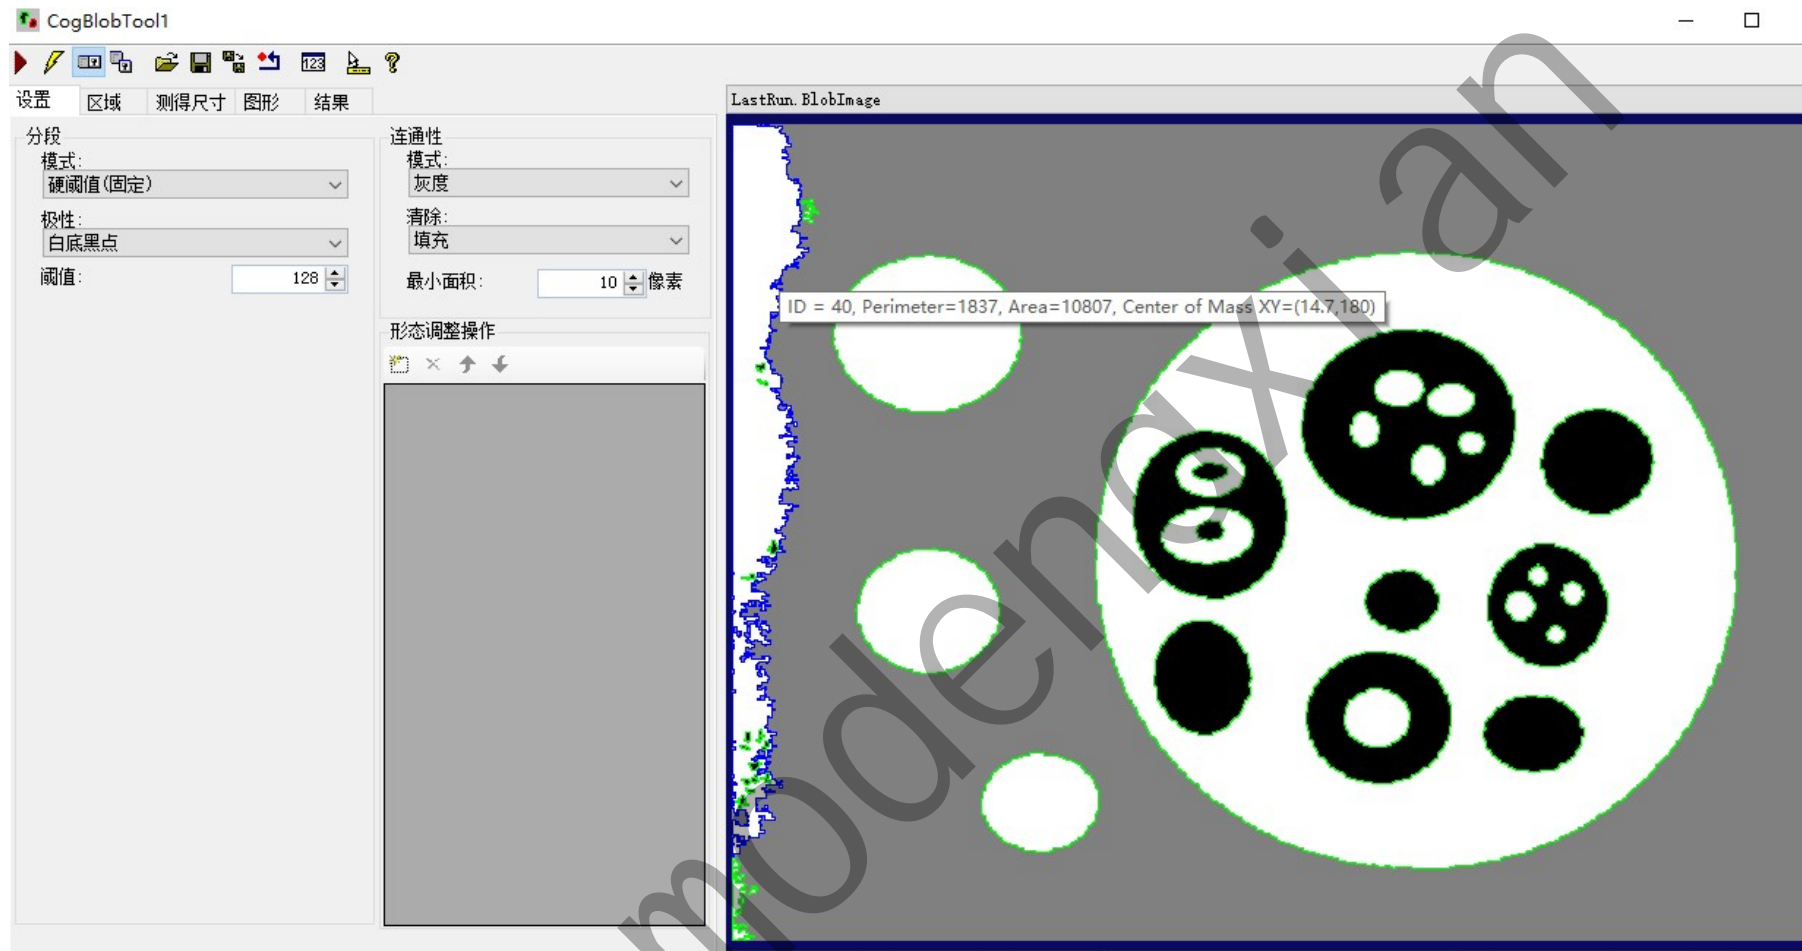 CogBlobTool1
设置 区域 测得尺寸 图形 结果
LastRun.BlobImage
分段
模式:
硬阈值(固定)
极性:
白底黑点
阈值:
128
连通性
模式:
灰度
清除:
填充
最小面积:
10 像素
形态调整操作
ID = 40, Perimeter=1837, Area=10807, Center of Mass XY=(14.7,180)
modengxi an